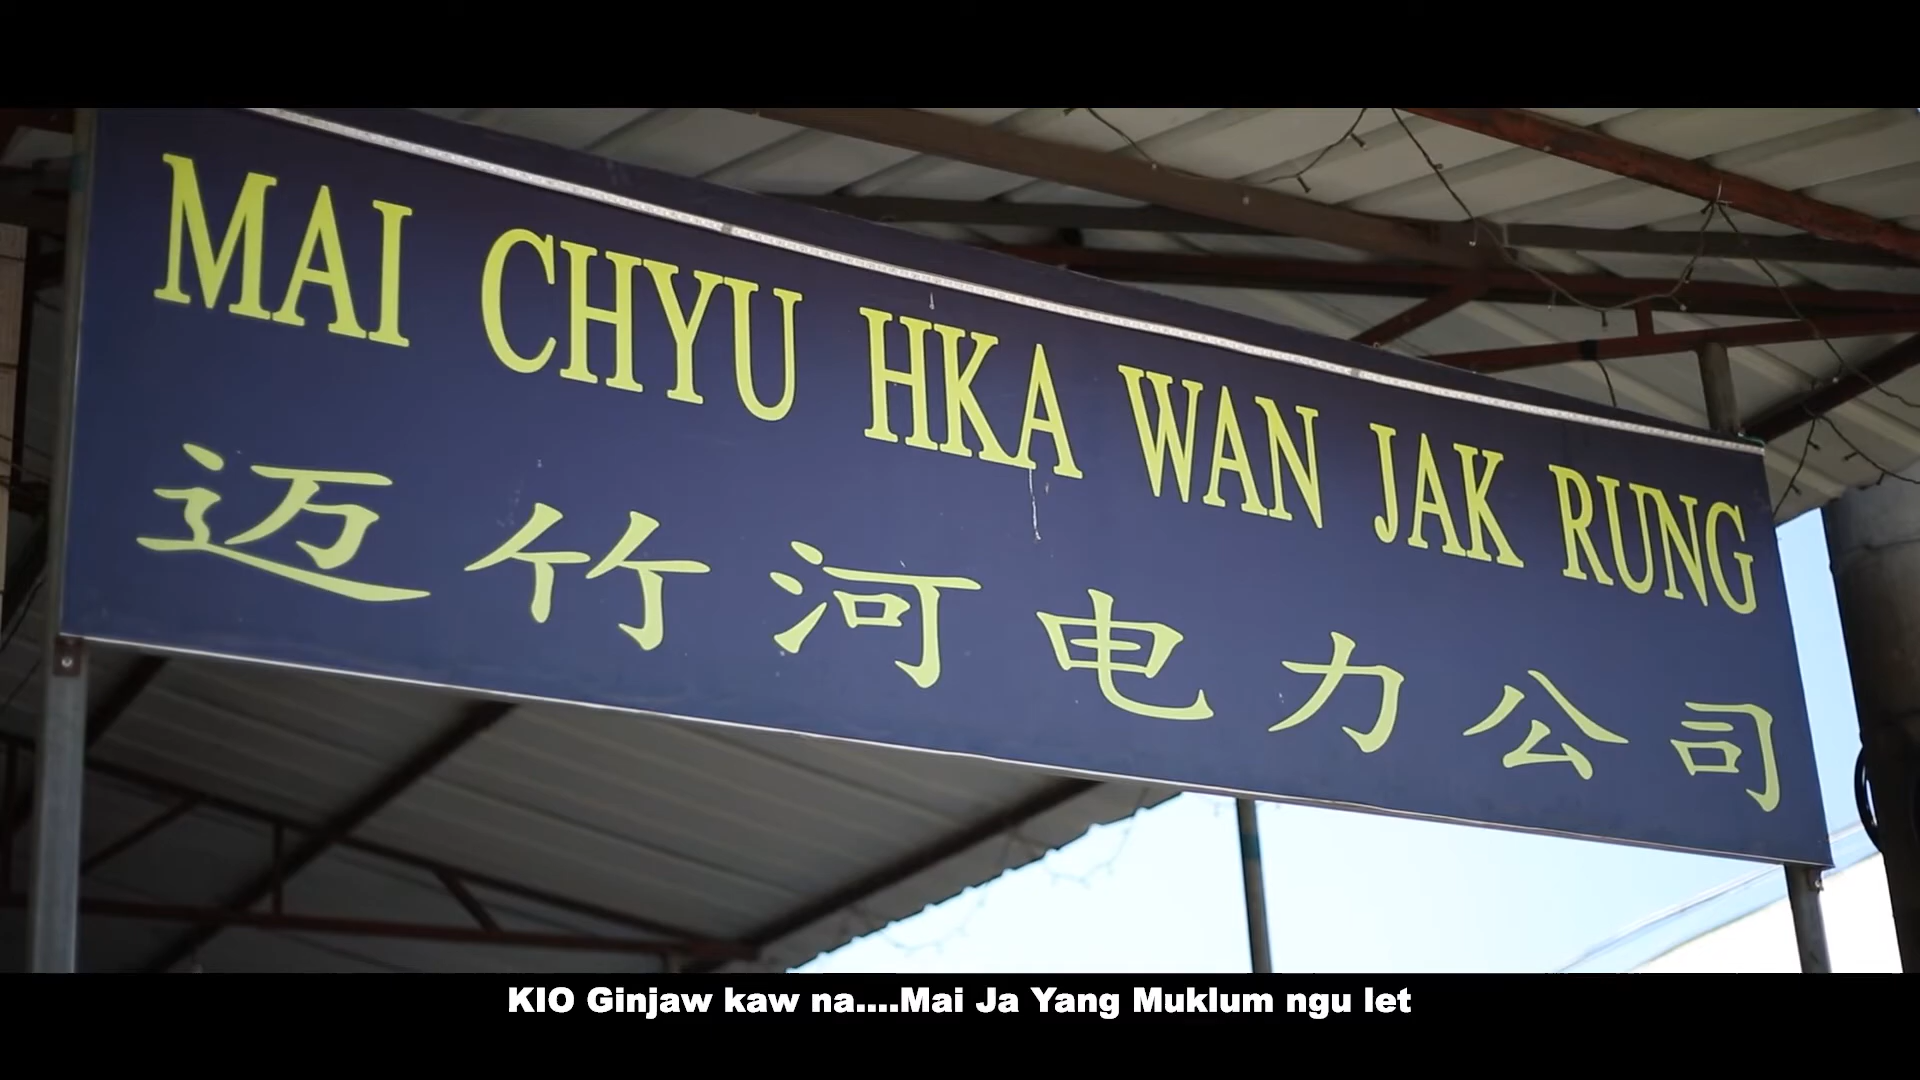 MAI CHYU HKA WAN JAK RUNG
迈竹河电力公司
KIO Ginjaw kaw na....Mai Ja Yang Muklum ngu let